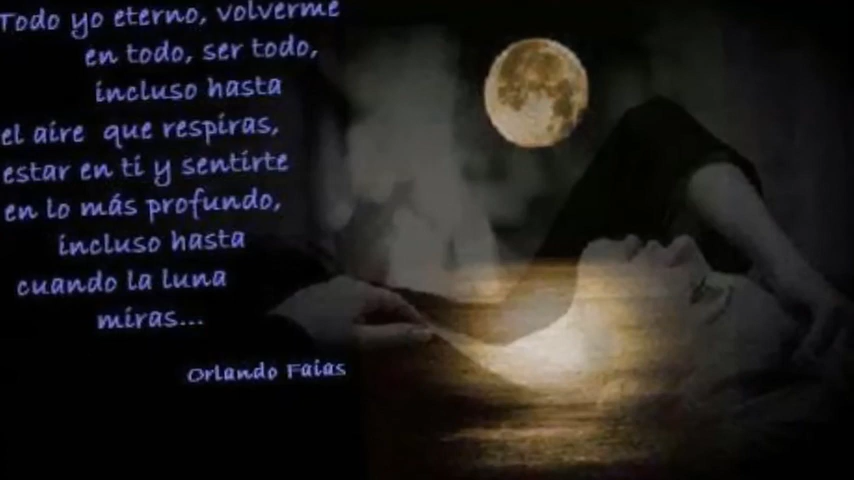 Todo yo eterno, volverme
en todo, ser todo,
incluso hasta
el aire que respiras,
estar en ti y sentirte
en lo más profundo,
incluso hasta
cuando la luna
miras...
Orlando Faias